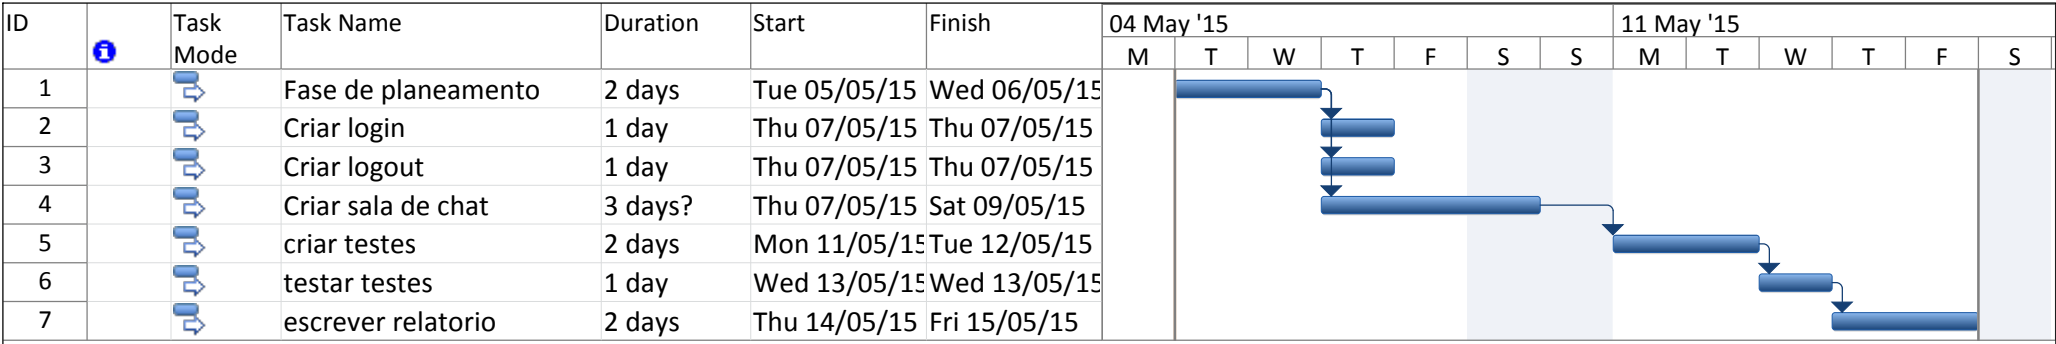 ID Task Mode Task Name Duration Start Finish 04 May '15 11 May '15
M T W T F S S M T W T F S
1 Fase de planeamento 2 days Tue 05/05/15 Wed 06/05/15
2 Criar login 1 day Thu 07/05/15 Thu 07/05/15
3 Criar logout 1 day Thu 07/05/15 Thu 07/05/15
4 Criar sala de chat 3 days? Thu 07/05/15 Sat 09/05/15
5 criar testes 2 days Mon 11/05/15 Tue 12/05/15
6 testar testes 1 day Wed 13/05/15 Wed 13/05/15
7 escrever relatorio 2 days Thu 14/05/15 Fri 15/05/15